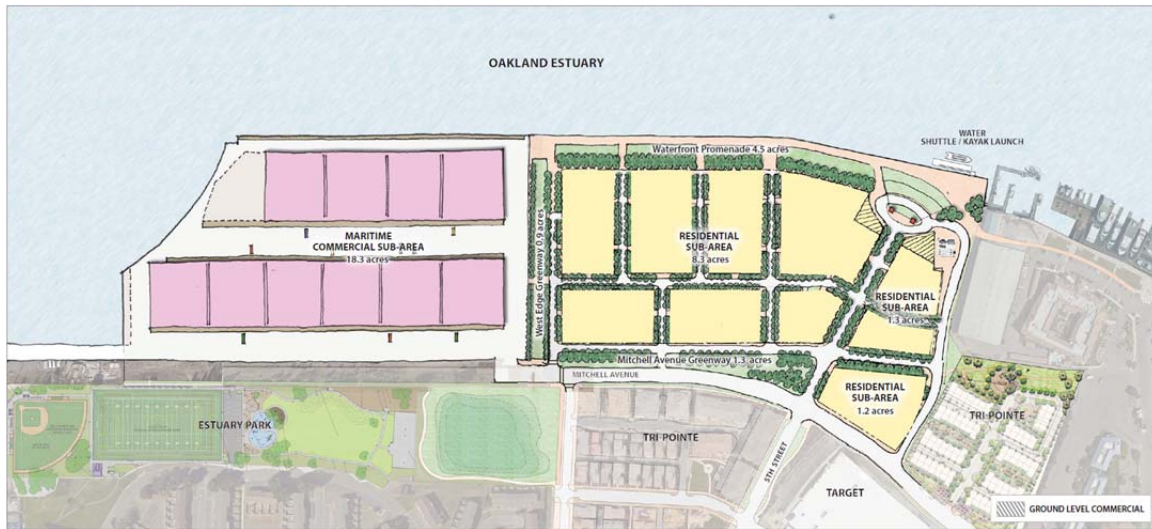 OAKLAND ESTUARY
WATER
SHUTTLE / KAYAK LAUNCH
Waterfront Promenade 4.5 acres
West Edge Greenway 0.9 acres
MARITIME
COMMERCIAL SUB-AREA
18.3 acres
RESIDENTIAL
SUB-AREA
8.3 acres
RESIDENTIAL
SUB-AREA
1.3 acres
Mitchell Avenue Greenway 1.3 acres
MITCHELL AVENUE
RESIDENTIAL
SUB-AREA
1.2 acres
ESTUARY PARK
TRI-POINTE
TRI-POINTE
5TH STREET
TARGET
GROUND LEVEL COMMERCIAL